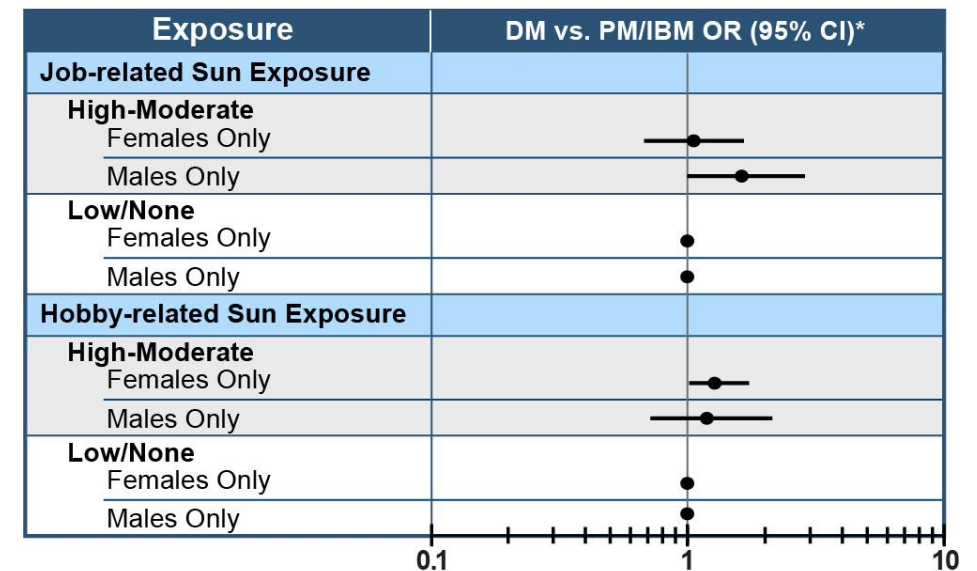 Exposure DM vs. PM/IBM OR (95% CI)*
Job-related Sun Exposure
High-Moderate
Females Only
Males Only
Low/None
Females Only
Males Only
Hobby-related Sun Exposure
High-Moderate
Females Only
Males Only
Low/None
Females Only
Males Only
0.1 1 10